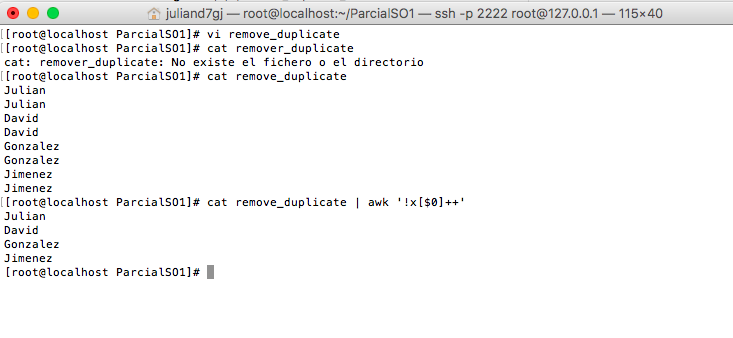 juliand7gj — root@localhost:~/ParcialSO1 — ssh -p 2222 root@127.0.0.1 — 115×40
[[root@localhost ParcialSO1]# vi remove_duplicate
[[root@localhost ParcialSO1]# cat remover_duplicate
cat: remover_duplicate: No existe el fichero o el directorio
[[root@localhost ParcialSO1]# cat remove_duplicate
Julian
Julian
David
David
Gonzalez
Gonzalez
Jimenez
Jimenez
[[root@localhost ParcialSO1]# cat remove_duplicate | awk '!x[$0]++'
Julian
David
Gonzalez
Jimenez
[root@localhost ParcialSO1]#